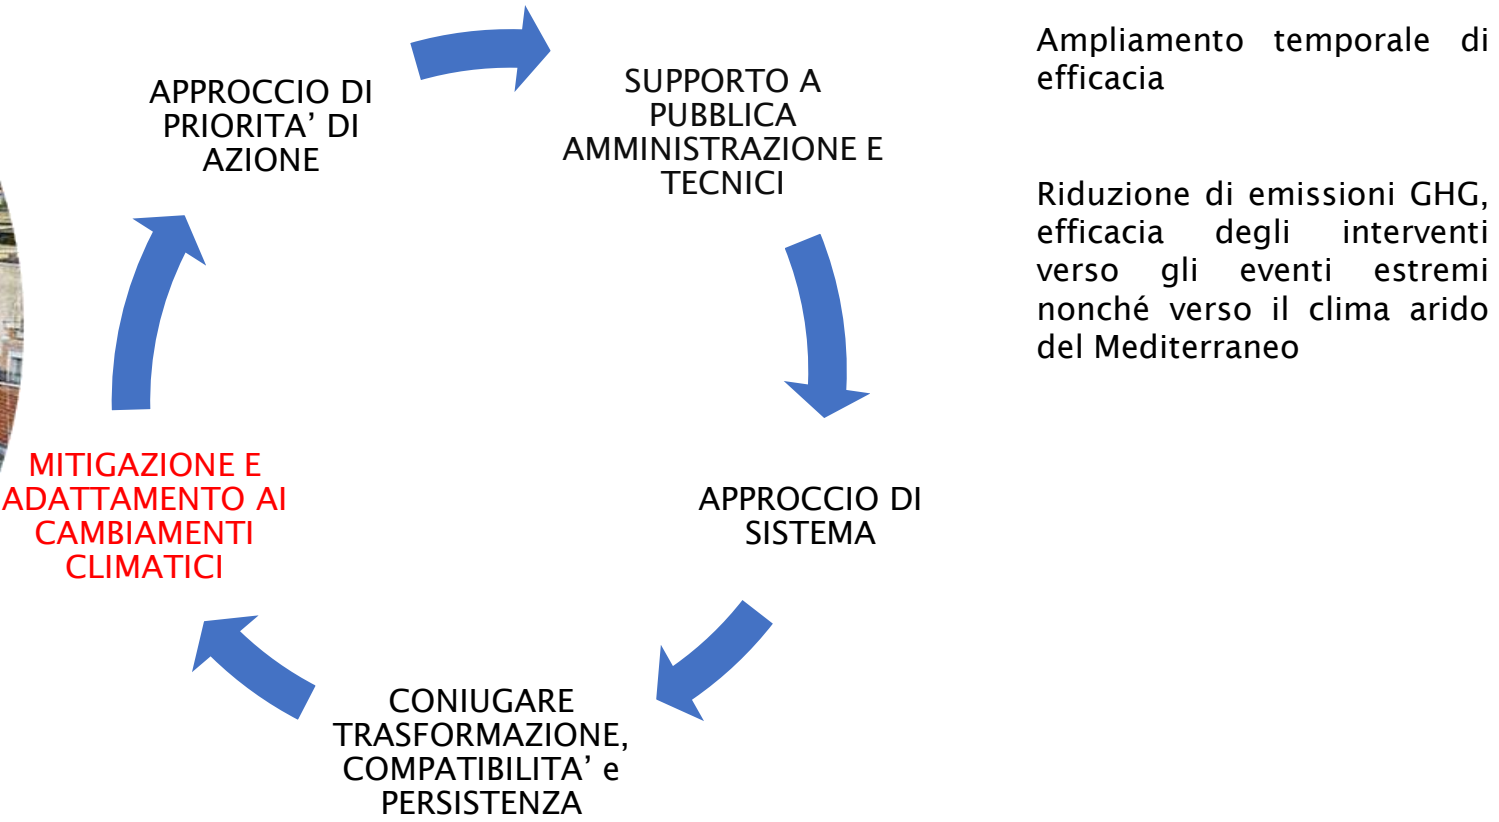 APPROCCIO DI
PRIORITA’ DI
AZIONE
SUPPORTO A
PUBBLICA
AMMINISTRAZIONE E
TECNICI
APPROCCIO DI
SISTEMA
CONIUGARE
TRASFORMAZIONE,
COMPATIBILITA’ e
PERSISTENZA
MITIGAZIONE E
ADATTAMENTO AI
CAMBIAMENTI
CLIMATICI
Ampliamento temporale di
efficacia
Riduzione di emissioni GHG,
efficacia degli interventi
verso gli eventi estremi
nonché verso il clima arido
del Mediterraneo